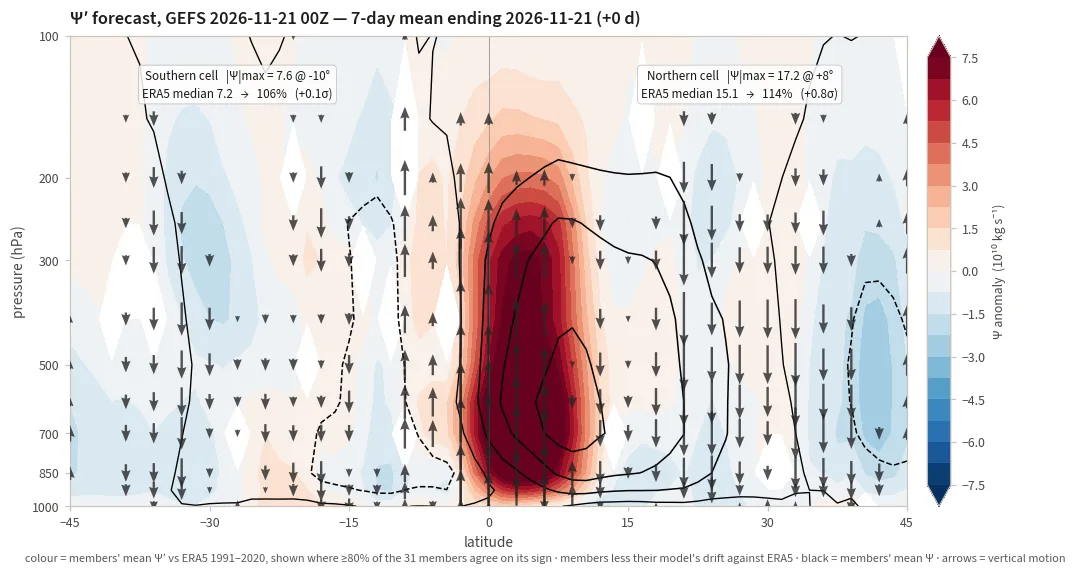 Ψ′ forecast, GEFS 2026-11-21 00Z — 7-day mean ending 2026-11-21 (+0 d)
Southern cell |Ψ|max = 7.6 @ -10°
ERA5 median 7.2 → 106% (+0.1σ)
Northern cell |Ψ|max = 17.2 @ +8°
ERA5 median 15.1 → 114% (+0.8σ)
pressure (hPa)
100
200
300
400
500
700
850
1000
−45
−30
−15
0
15
30
45
latitude
7.5
6.0
4.5
3.0
1.5
0.0
−1.5
−3.0
−4.5
−6.0
−7.5
Ψ anomaly (10¹⁰ kg s⁻¹)
colour = members' mean Ψ′ vs ERA5 1991–2020, shown where ≥80% of the 31 members agree on its sign · members less their model's drift against ERA5 · black = members' mean Ψ · arrows = vertical motion